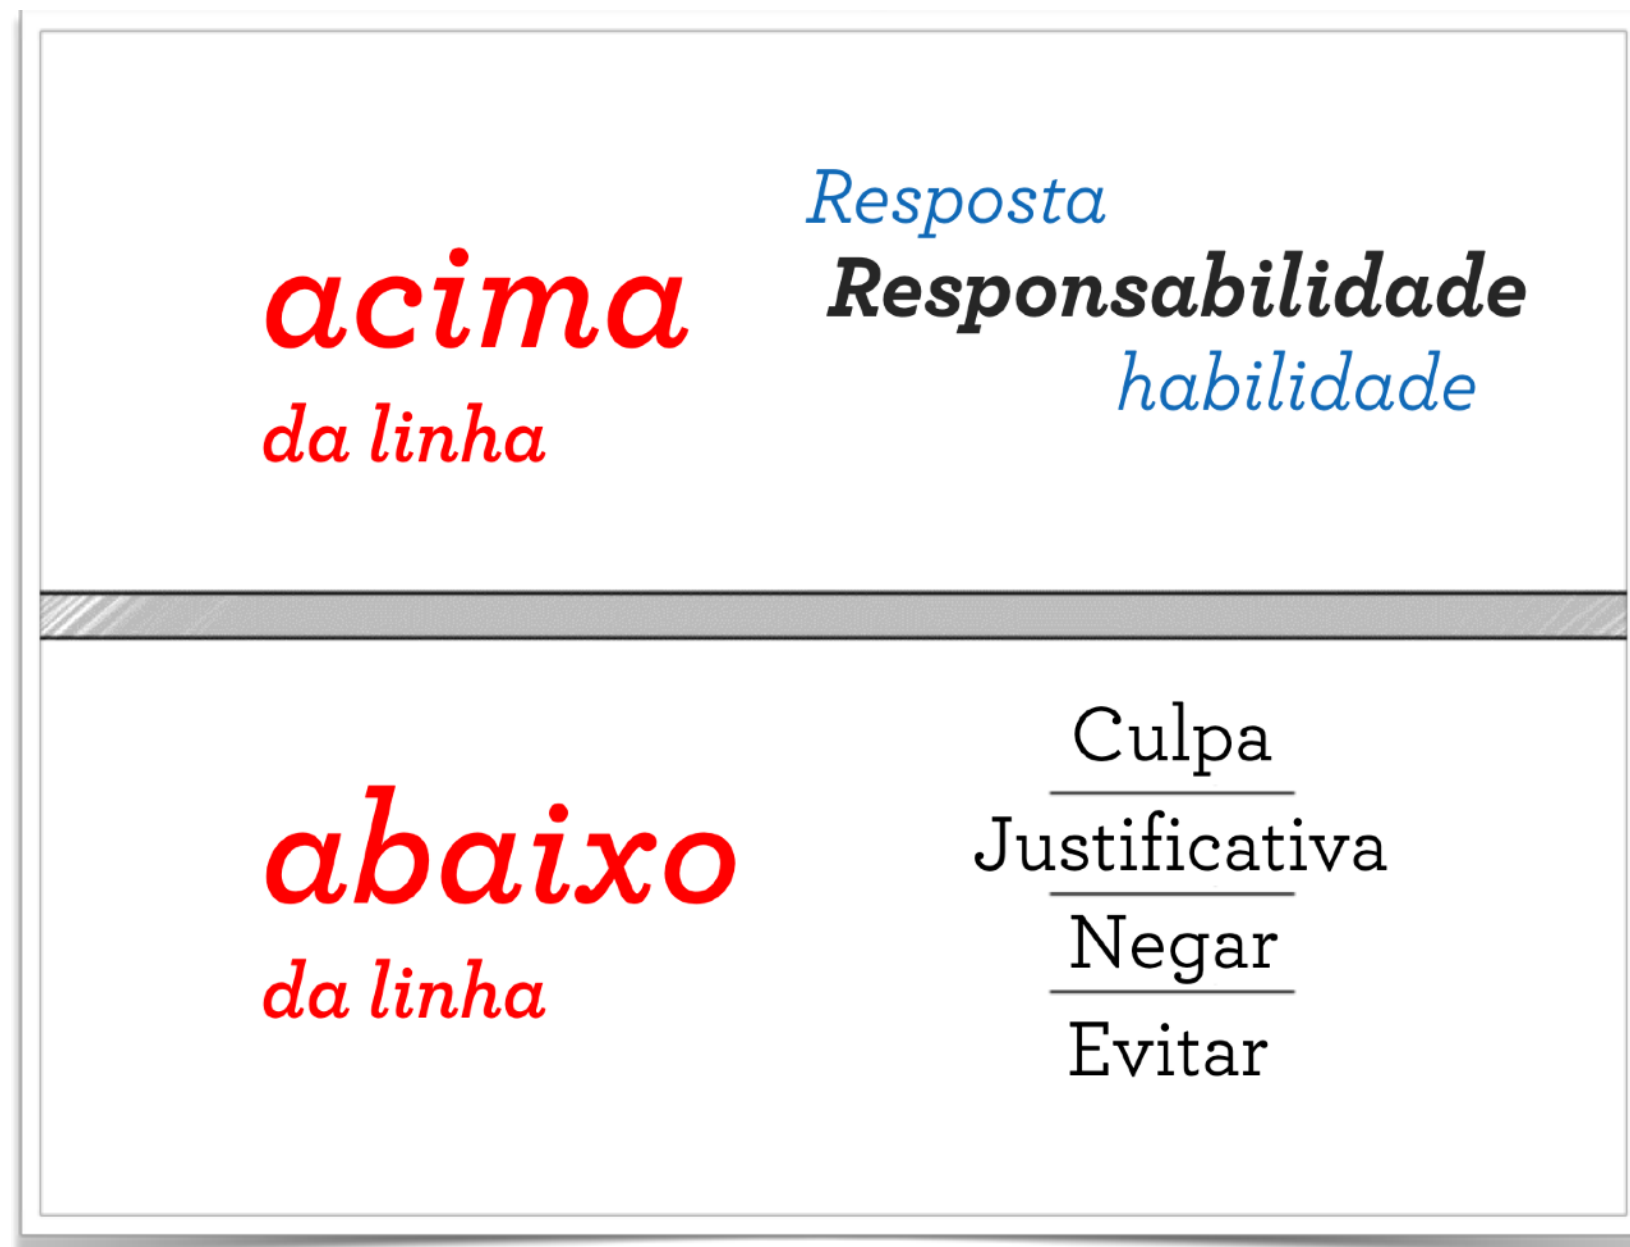 acima
da linha
Resposta
Responsabilidade
habilidade
abaixo
da linha
Culpa
Justificativa
Negar
Evitar